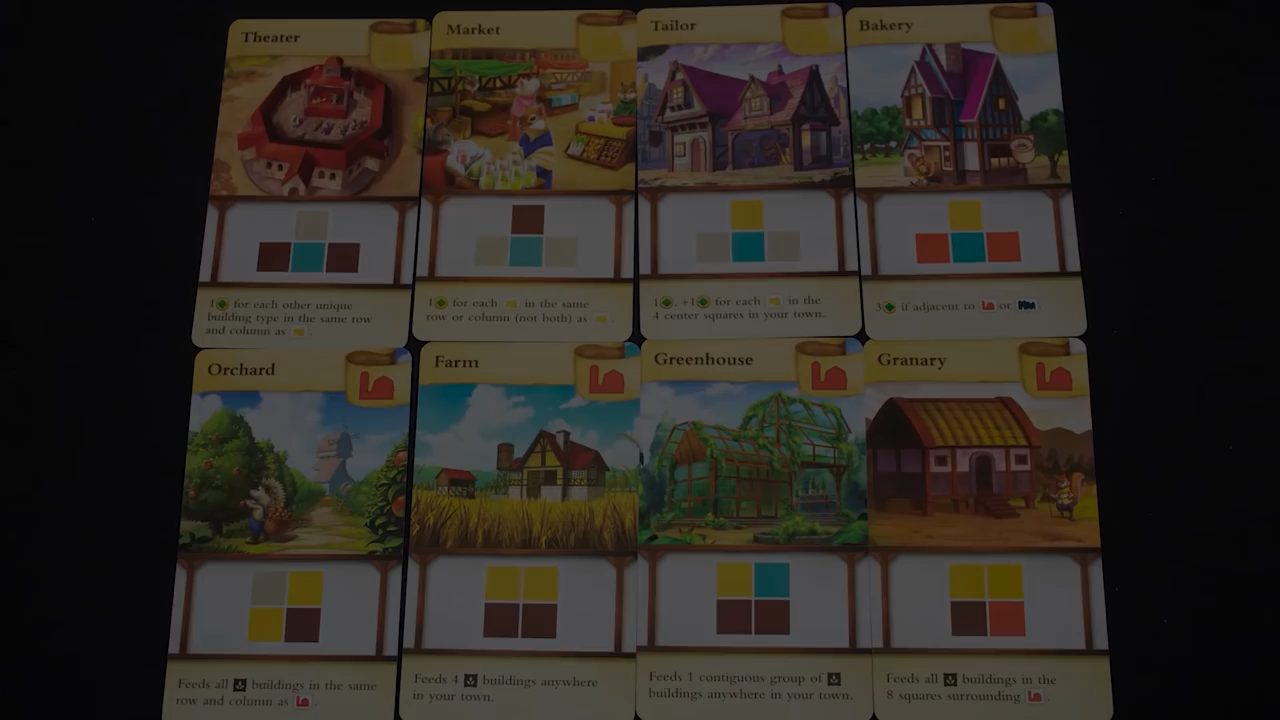 Theater
Market
Tailor
Bakery
1 for each other unique
building type in the same row
and column as .
1 for each in the same
row or column (not both) as .
1 , +1 for each in the
4 center squares in your town.
3 if adjacent to or
Orchard
Farm
Greenhouse
Granary
Feeds all buildings in the same
row and column as .
Feeds 4 buildings anywhere
in your town.
Feeds 1 contiguous group of
buildings anywhere in your town.
Feeds all buildings in the
8 squares surrounding .